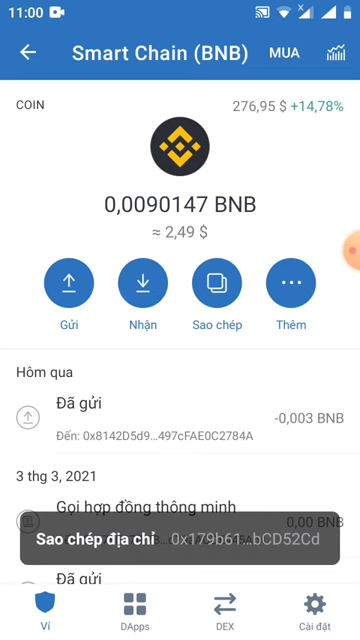 11:00
Smart Chain (BNB)
MUA
COIN
276,95 $ +14,78%
0,0090147 BNB
≈ 2,49 $
Gửi
Nhận
Sao chép
Thêm
Hôm qua
Đã gửi
-0,003 BNB
Đến: 0x8142D5d9...497cFAE0C2784A
3 thg 3, 2021
Gọi hợp đồng thông minh
0,00 BNB
Sao chép địa chỉ 0x179b61...bCD52Cd
Đã gửi
Ví
DApps
DEX
Cài đặt